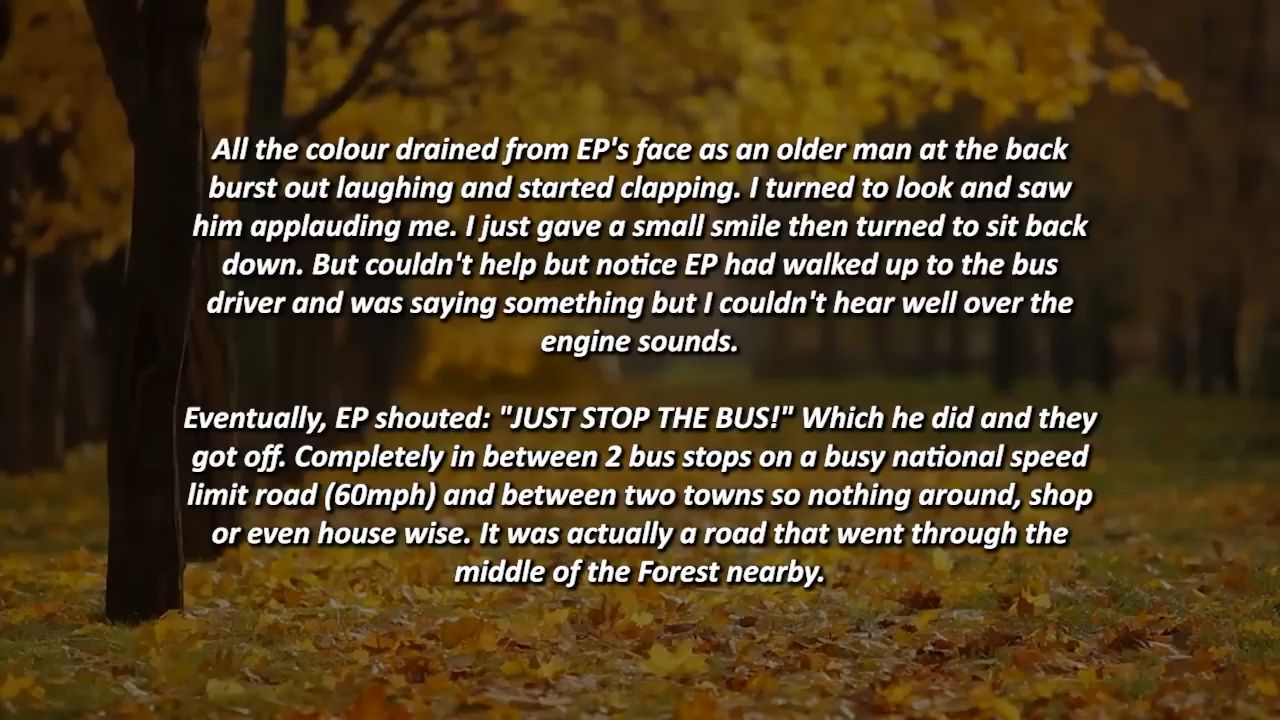 All the colour drained from EP's face as an older man at the back
burst out laughing and started clapping. I turned to look and saw
him applauding me. I just gave a small smile then turned to sit back
down. But couldn't help but notice EP had walked up to the bus
driver and was saying something but I couldn't hear well over the
engine sounds.
Eventually, EP shouted: "JUST STOP THE BUS!" Which he did and they
got off. Completely in between 2 bus stops on a busy national speed
limit road (60mph) and between two towns so nothing around, shop
or even house wise. It was actually a road that went through the
middle of the Forest nearby.